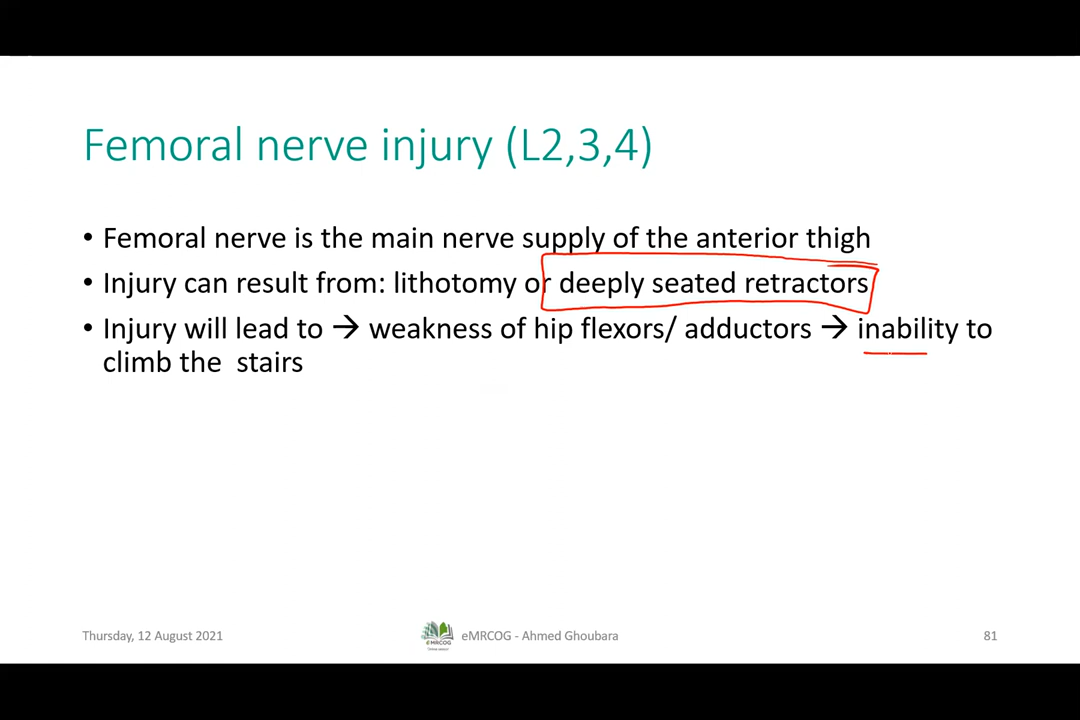 Femoral nerve injury (L2,3,4)
• Femoral nerve is the main nerve supply of the anterior thigh
• Injury can result from: lithotomy or deeply seated retractors
• Injury will lead to → weakness of hip flexors/ adductors → inability to
climb the  stairs
Thursday, 12 August 2021
eMRCOG
eMRCOG - Ahmed Ghoubara
81